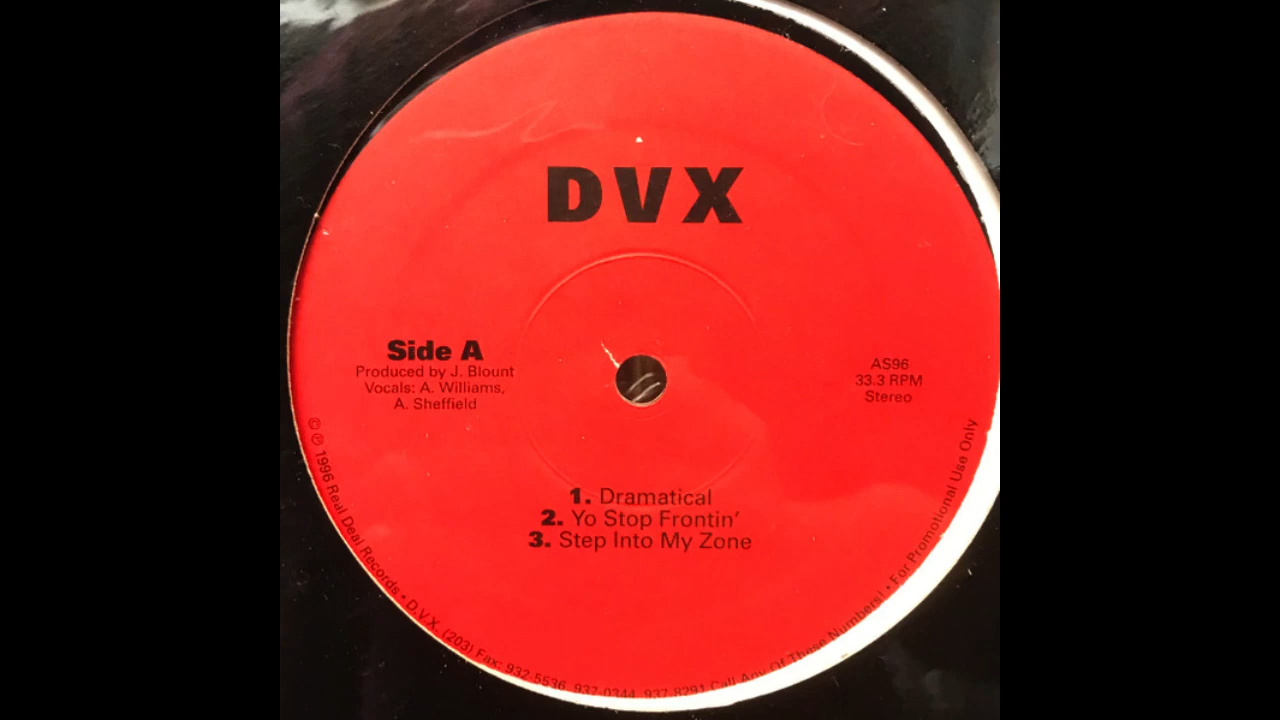 DVX
Side A
Produced by J. Blount
Vocals: A. Williams,
A. Sheffield
AS96
33.3 RPM
Stereo
1. Dramatical
2. Yo Stop Frontin’
3. Step Into My Zone
© ℗ 1996 Real Deal Records • D.V.X. (203) Fax: 932-5536, 937-0344, 937-8291 Call Any Of These Numbers! • For Promotional Use Only